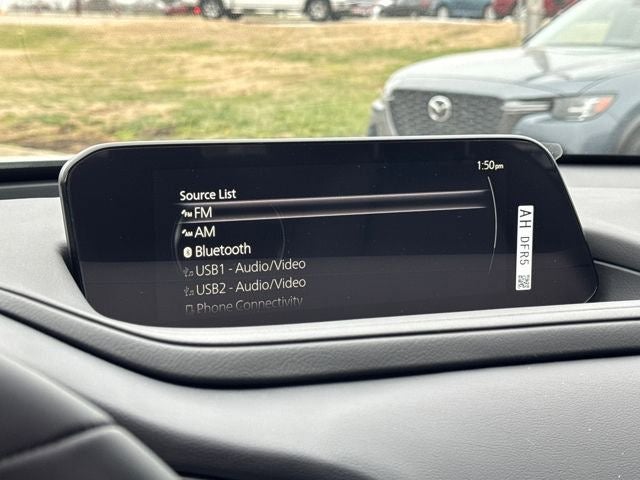 1:50pm
Source List
FM
AM
Bluetooth
USB1 - Audio/Video
USB2 - Audio/Video
Phone Connectivity
AH DFR5